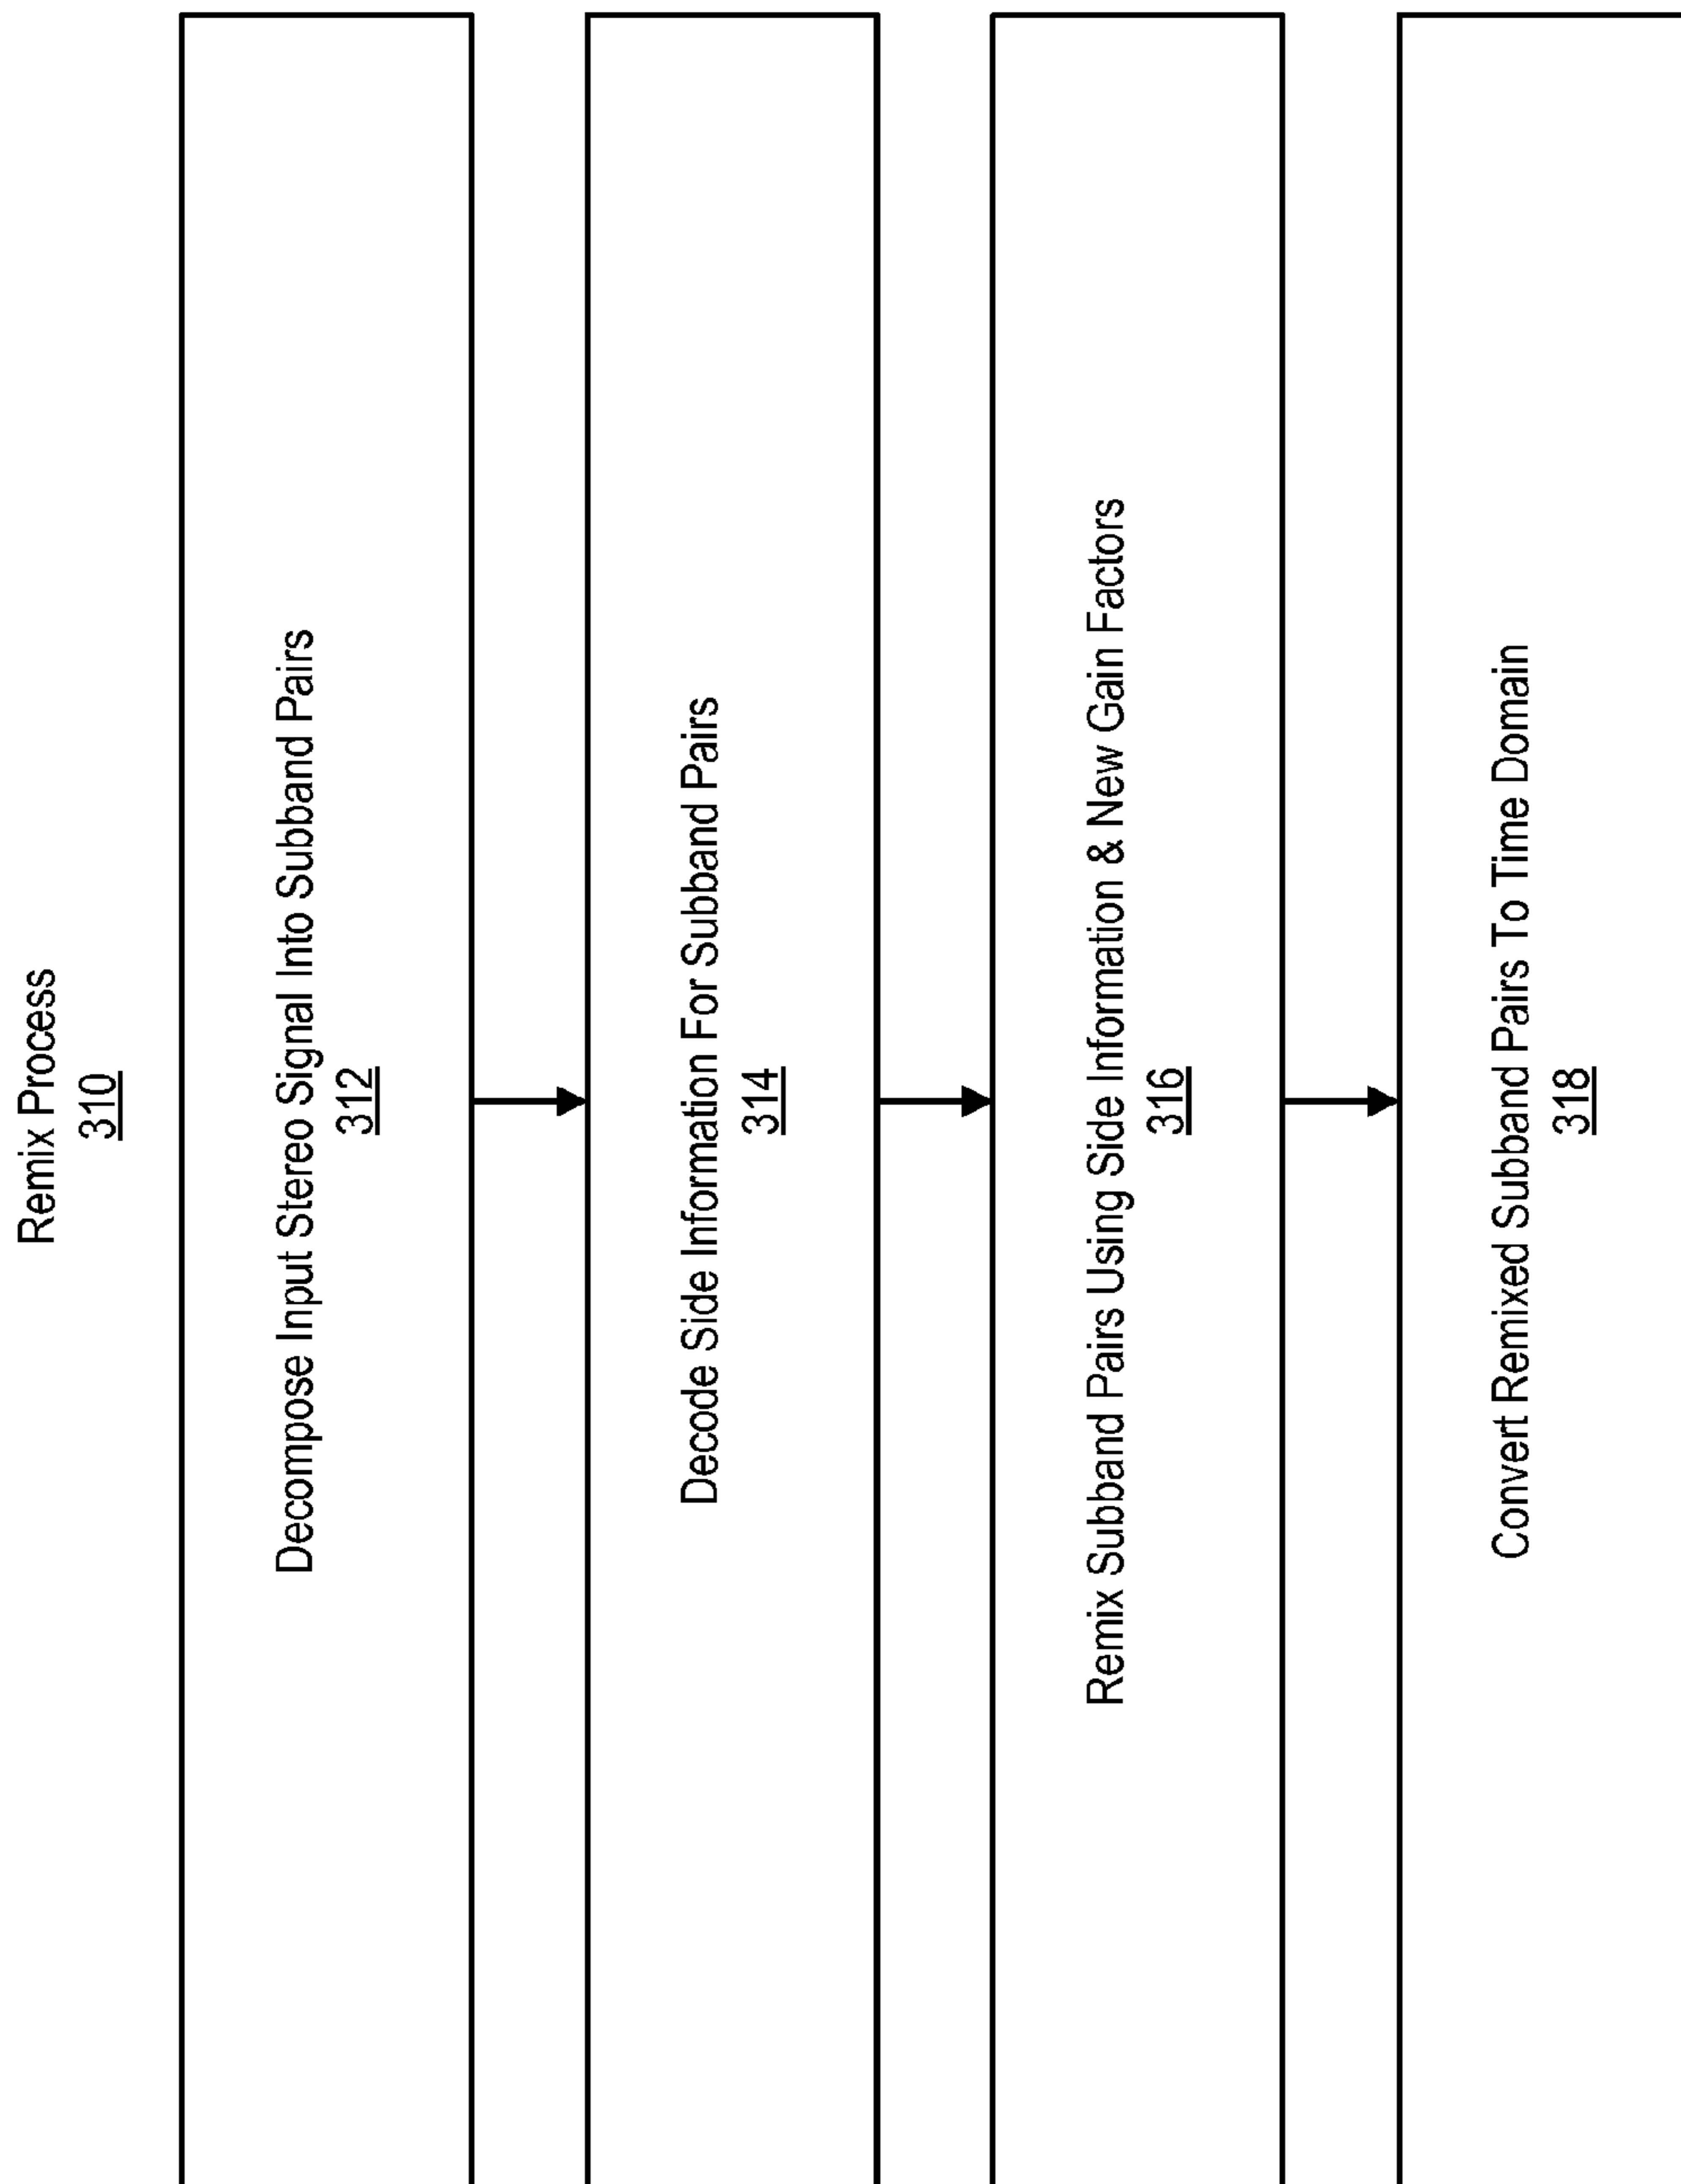 Remix Process
310
Decompose Input Stereo Signal Into Subband Pairs
312
Decode Side Information For Subband Pairs
314
Remix Subband Pairs Using Side Information & New Gain Factors
316
Convert Remixed Subband Pairs To Time Domain
318